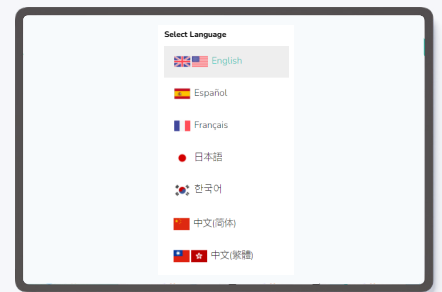 Select Language
English
Español
Français
日本語
한국어
中文(简体)
中文(繁體)